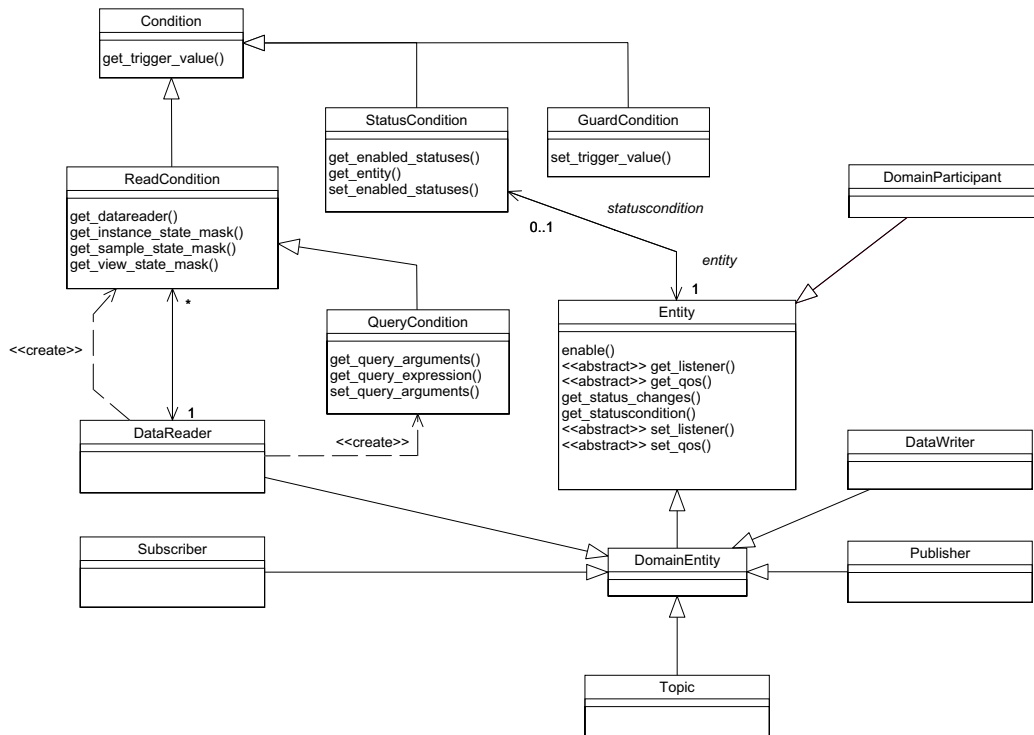 Condition
get_trigger_value()
StatusCondition
get_enabled_statuses()
get_entity()
set_enabled_statuses()
GuardCondition
set_trigger_value()
ReadCondition
get_datareader()
get_instance_state_mask()
get_sample_state_mask()
get_view_state_mask()
DomainParticipant
statuscondition
0..1
entity
1
*
<<create>>
QueryCondition
get_query_arguments()
get_query_expression()
set_query_arguments()
Entity
enable()
<<abstract>> get_listener()
<<abstract>> get_qos()
get_status_changes()
get_statuscondition()
<<abstract>> set_listener()
<<abstract>> set_qos()
1
DataReader
<<create>>
DataWriter
Subscriber
DomainEntity
Publisher
Topic